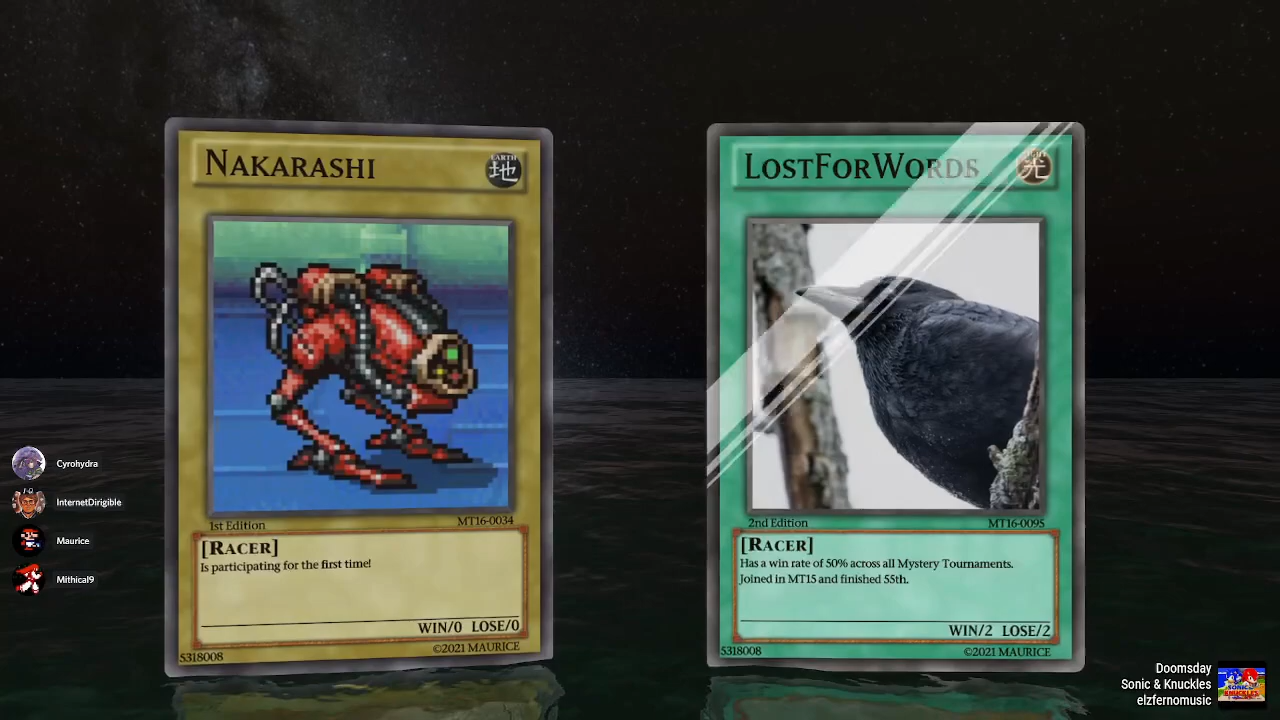 NAKARASHI
EARTH
地
1st Edition
MT16-0034
[RACER]
Is participating for the first time!
WIN/0 LOSE/0
5318008
©2021 MAURICE
LOSTFORWORDS
光
2nd Edition
MT16-0095
[RACER]
Has a win rate of 50% across all Mystery Tournaments.
Joined in MT15 and finished 55th.
WIN/2 LOSE/2
5318008
©2021 MAURICE
Cyrohydra
InternetDirigible
Maurice
Mithical9
Doomsday
Sonic & Knuckles
elzfernomusic